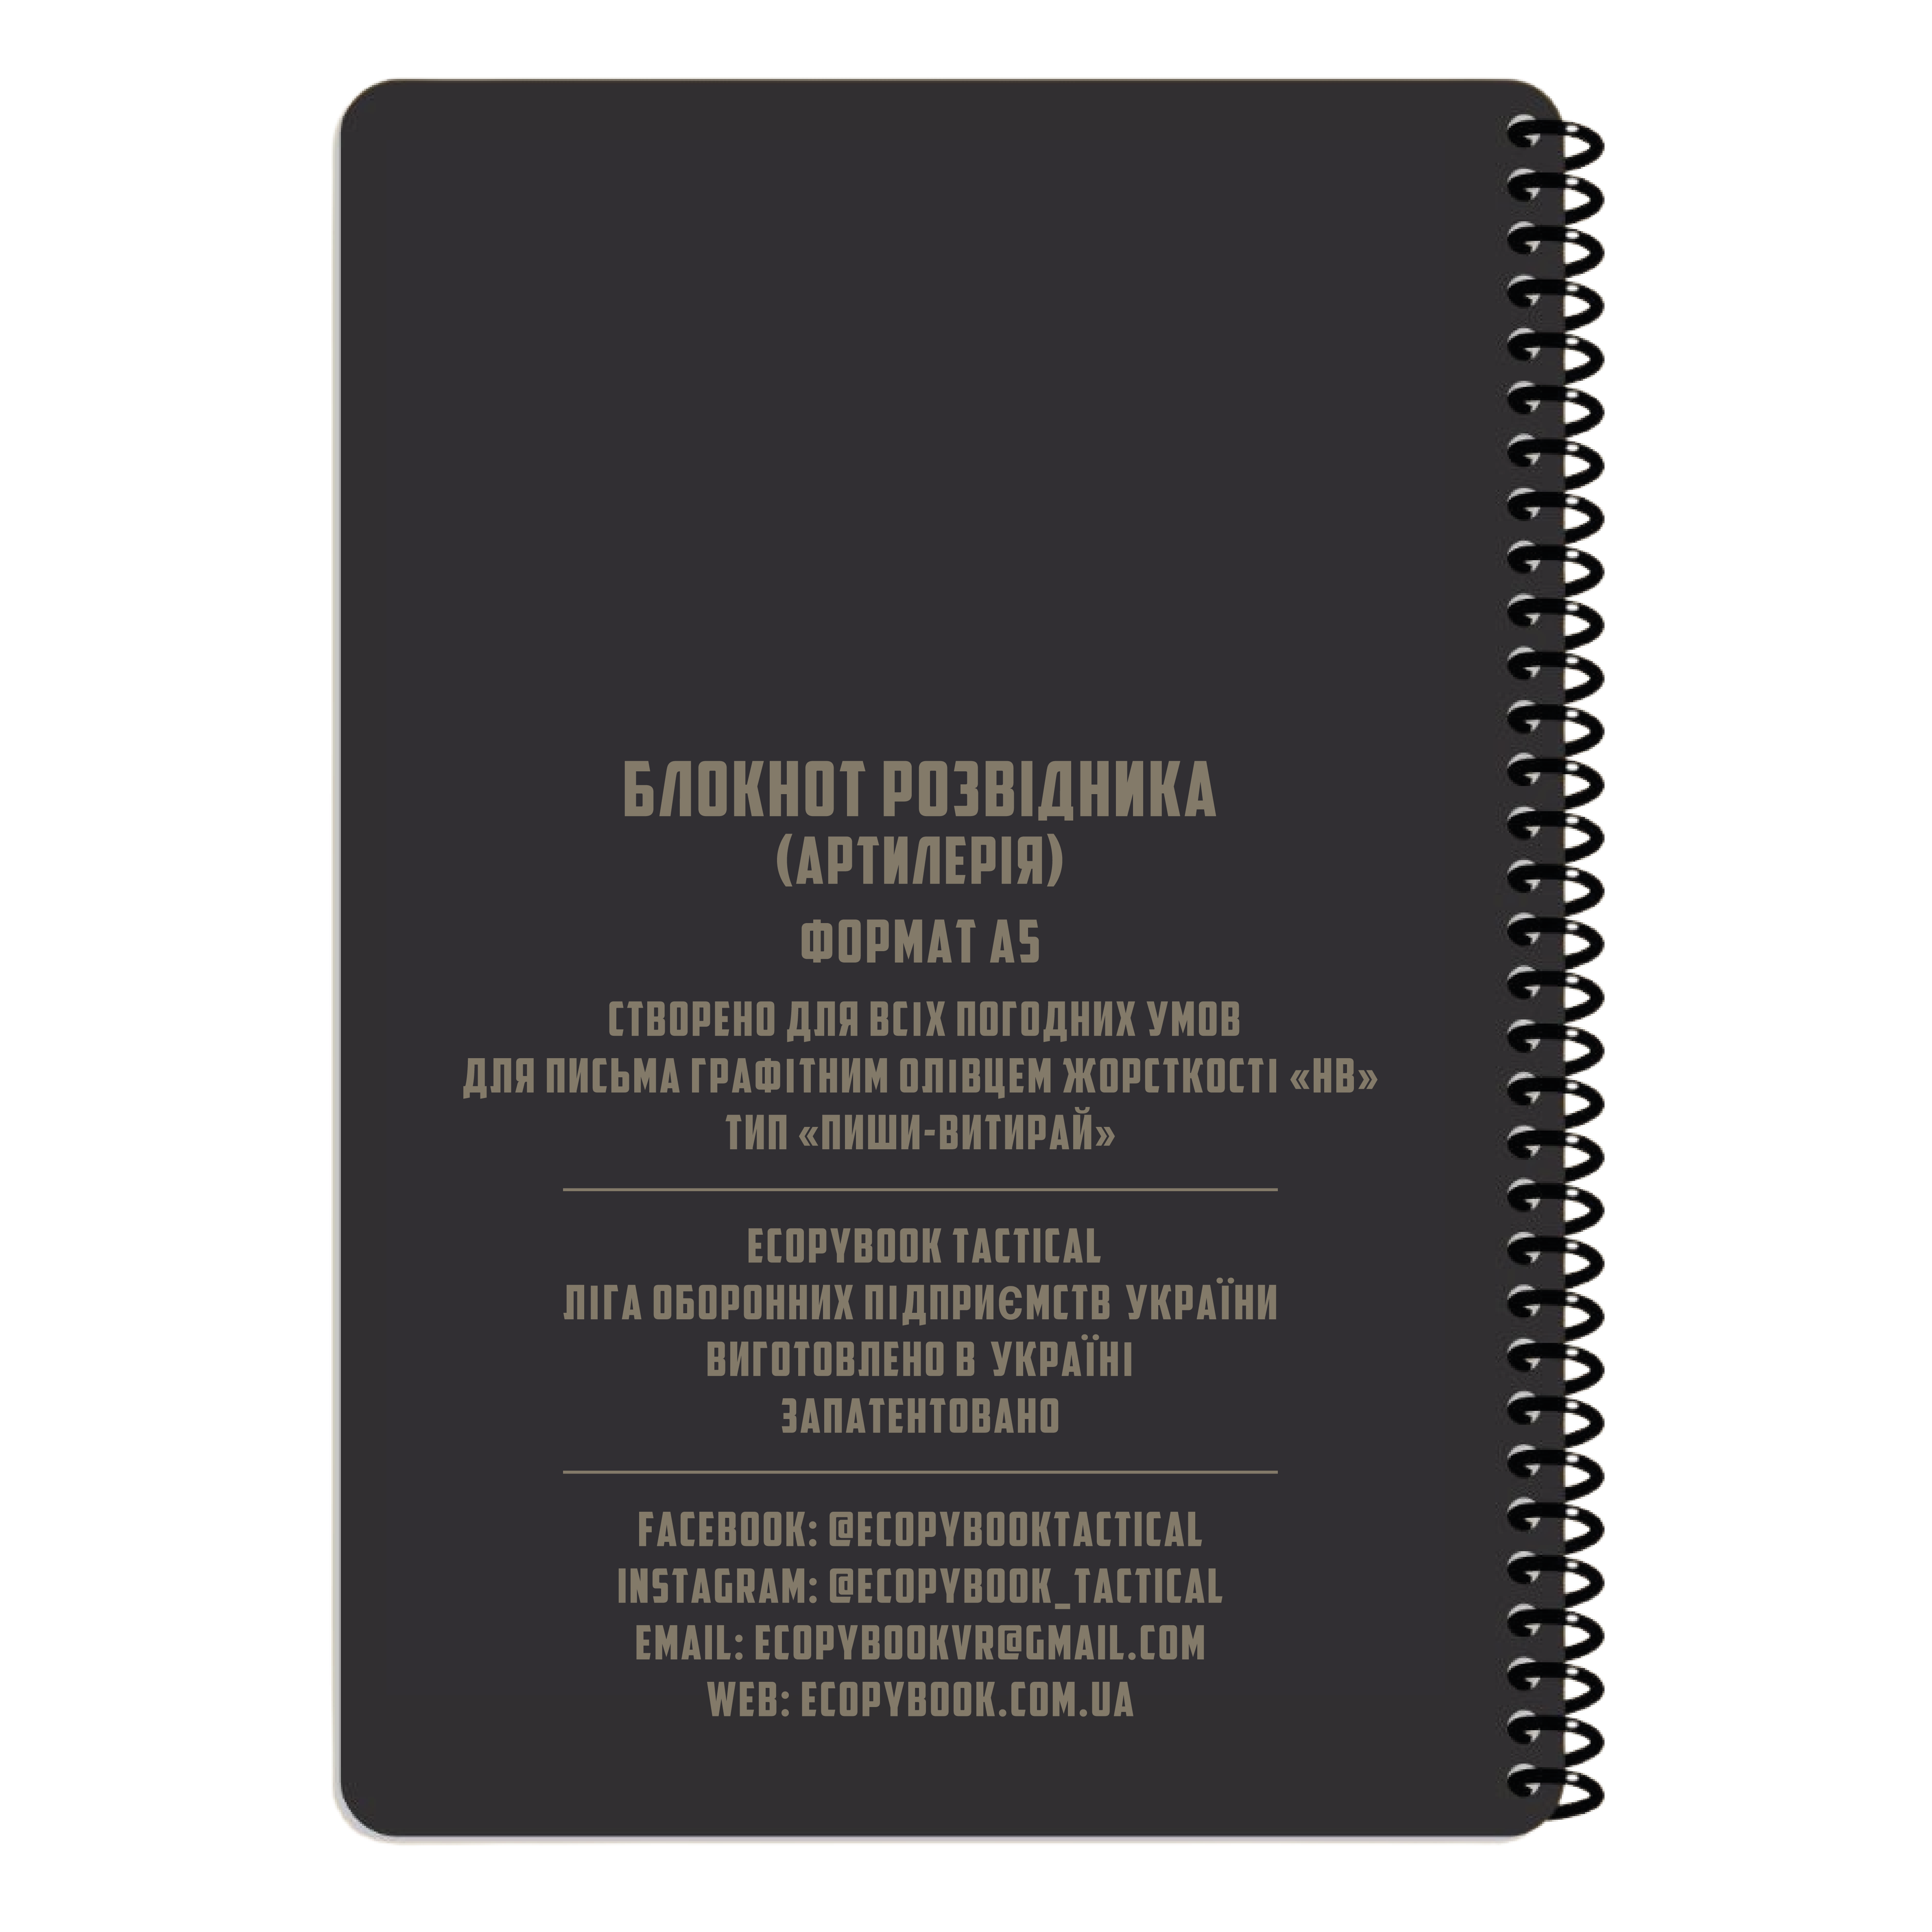 БЛОКНОТ РОЗВІДНИКА
(АРТИЛЕРІЯ)
ФОРМАТ А5
СТВОРЕНО ДЛЯ ВСІХ ПОГОДНИХ УМОВ
ДЛЯ ПИСЬМА ГРАФІТНИМ ОЛІВЦЕМ ЖОРСТКОСТІ «HB»
ТИП «ПИШИ-ВИТИРАЙ»
ECOPYBOOK TACTICAL
ЛІГА ОБОРОННИХ ПІДПРИЄМСТВ УКРАЇНИ
ВИГОТОВЛЕНО В УКРАЇНІ
ЗАПАТЕНТОВАНО
FACEBOOK: @ECOPYBOOKTACTICAL
INSTAGRAM: @ECOPYBOOK_TACTICAL
EMAIL: ECOPYBOOKVR@GMAIL.COM
WEB: ECOPYBOOK.COM.UA